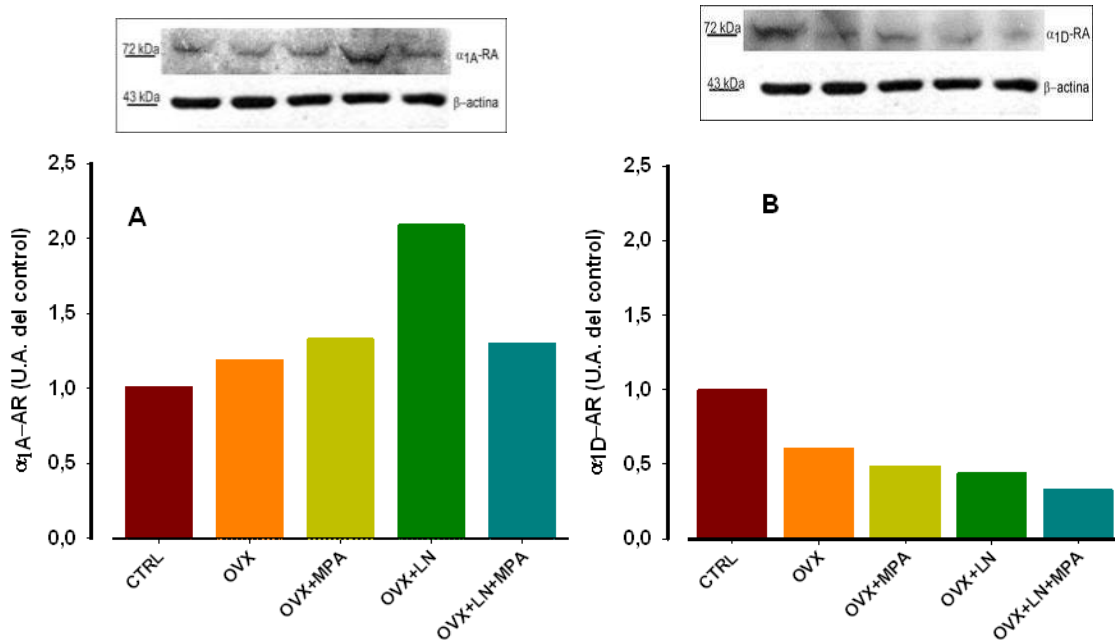 72 kDa
α1A-RA
43 kDa
β–actina
2,5
2,0
1,5
1,0
0,5
0,0
α1A–AR (U.A. del control)
A
CTRL
OVX
OVX+MPA
OVX+LN
OVX+LN+MPA
72 kDa
α1D-RA
43 kDa
β–actina
2,5
2,0
1,5
1,0
0,5
0,0
α1D–AR (U.A. del control)
B
CTRL
OVX
OVX+MPA
OVX+LN
OVX+LN+MPA